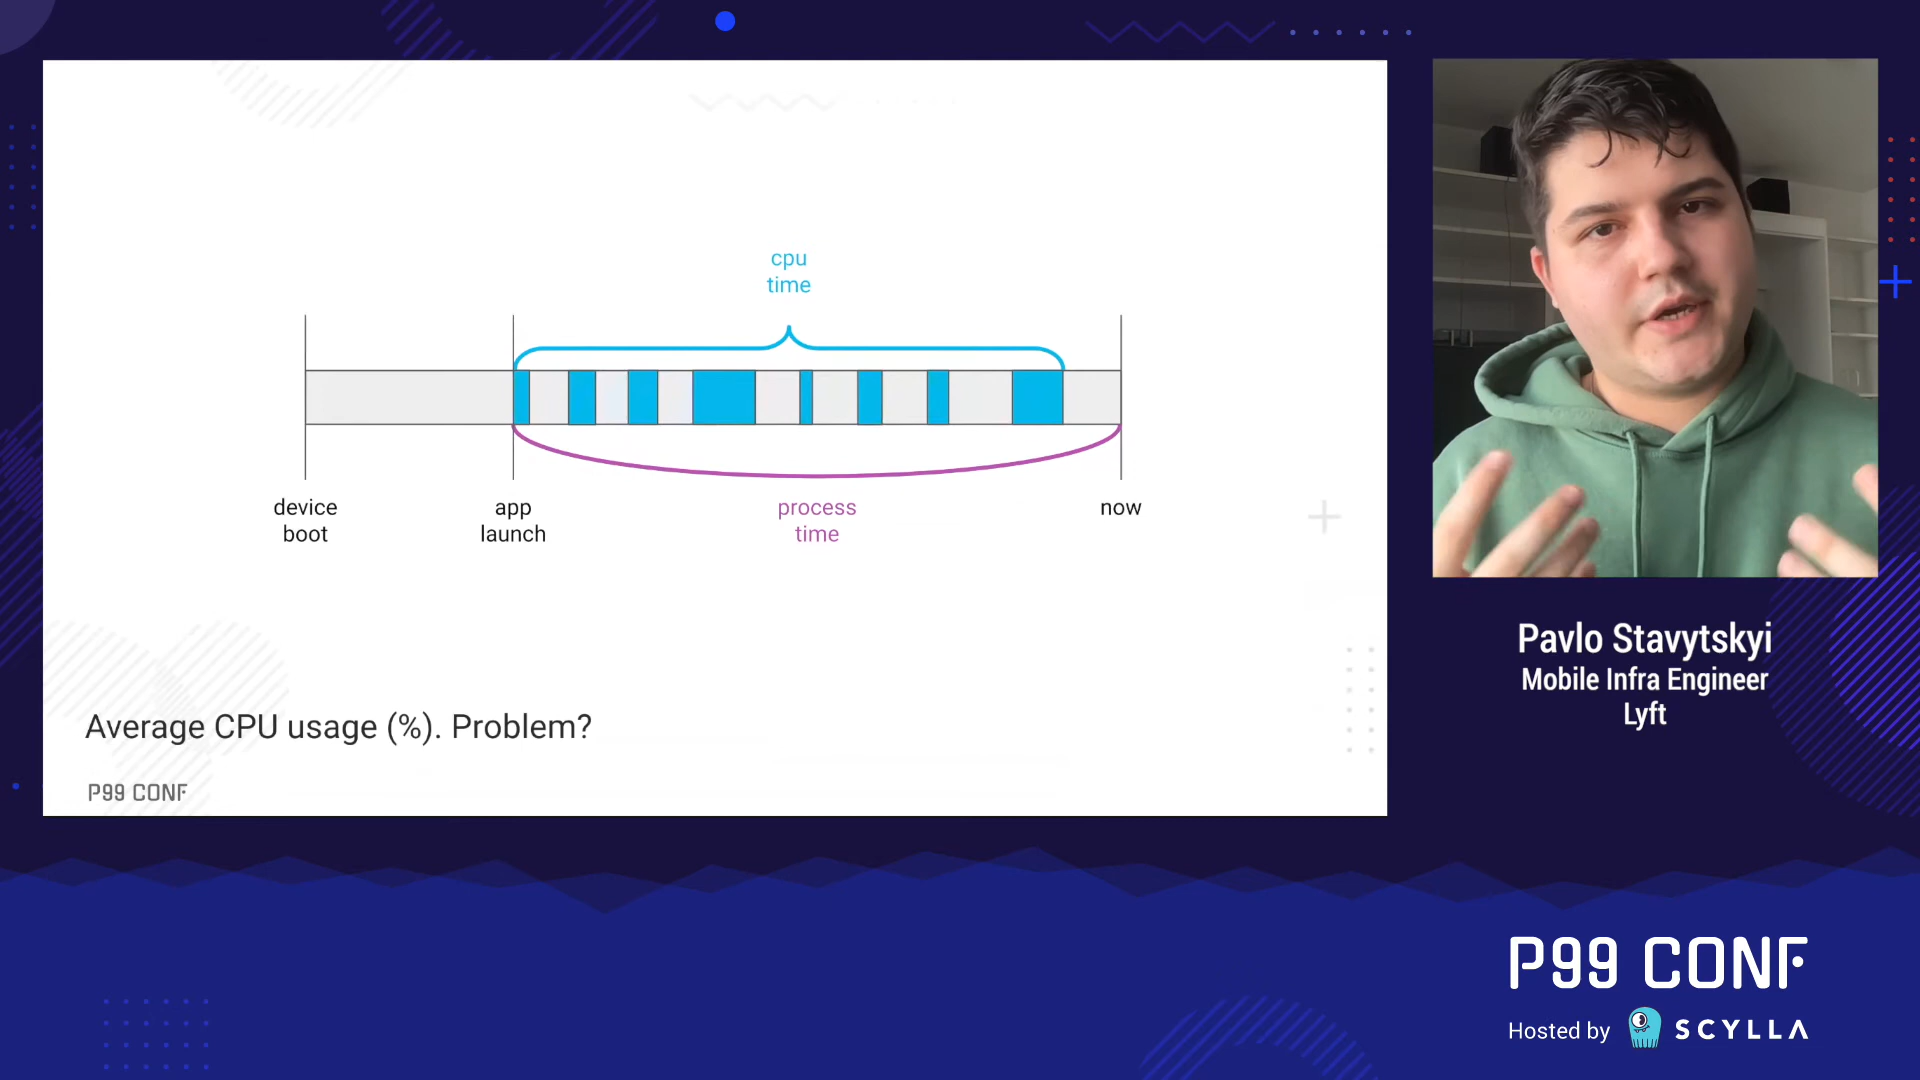 cpu
time
device
boot
app
launch
process
time
now
Average CPU usage (%). Problem?
P99 CONF
Pavlo Stavytskyi
Mobile Infra Engineer
Lyft
P99 CONF
Hosted by SCYLLA